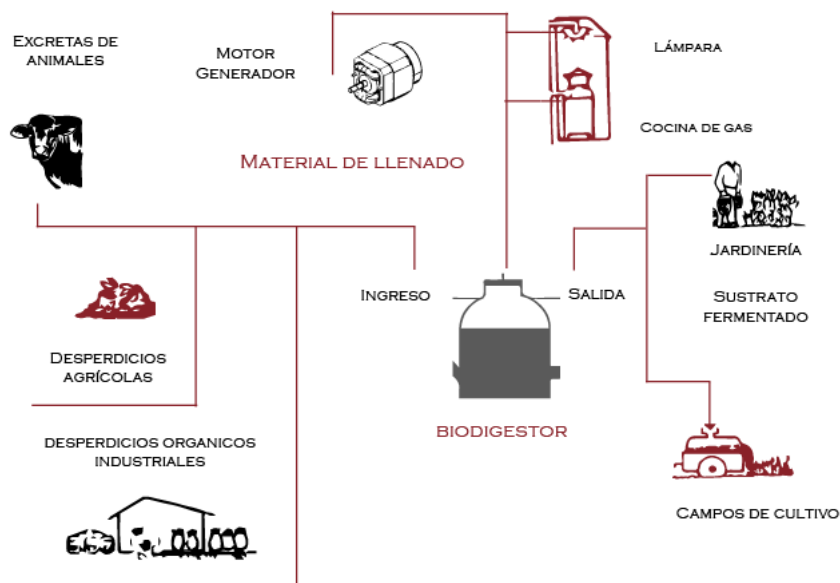 EXCRETAS DE
ANIMALES
MOTOR
GENERADOR
LÁMPARA
COCINA DE GAS
MATERIAL DE LLENADO
JARDINERÍA
INGRESO
SALIDA
SUSTRATO
FERMENTADO
DESPERDICIOS
AGRÍCOLAS
BIODIGESTOR
DESPERDICIOS ORGANICOS
INDUSTRIALES
CAMPOS DE CULTIVO